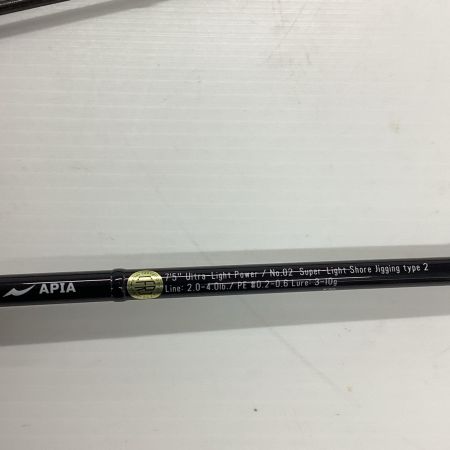 APIA
7'5" Ultra Light Power / No.02 Super Light Shore Jigging type 2
Line: 2.0-4.0lb./ PE #0.2-0.6 Lure: 3-10g